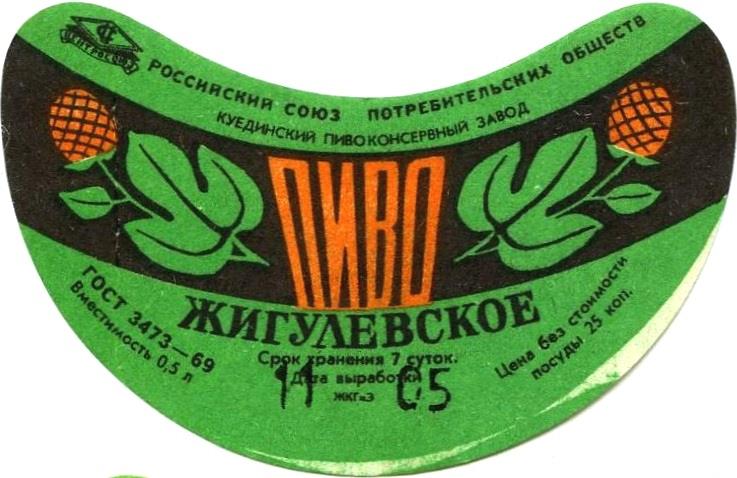 ЦЕНТРОСОЮЗ
РОССИЙСКИЙ СОЮЗ ПОТРЕБИТЕЛЬСКИХ ОБЩЕСТВ
КУЕДИНСКИЙ ПИВОКОНСЕРВНЫЙ ЗАВОД
ПИВО
ЖИГУЛЕВСКОЕ
ГОСТ 3473—69
Вместимость 0,5 л
Срок хранения 7 суток.
Дата выработки
11 05
Цена без стоимости
посуды 25 коп.